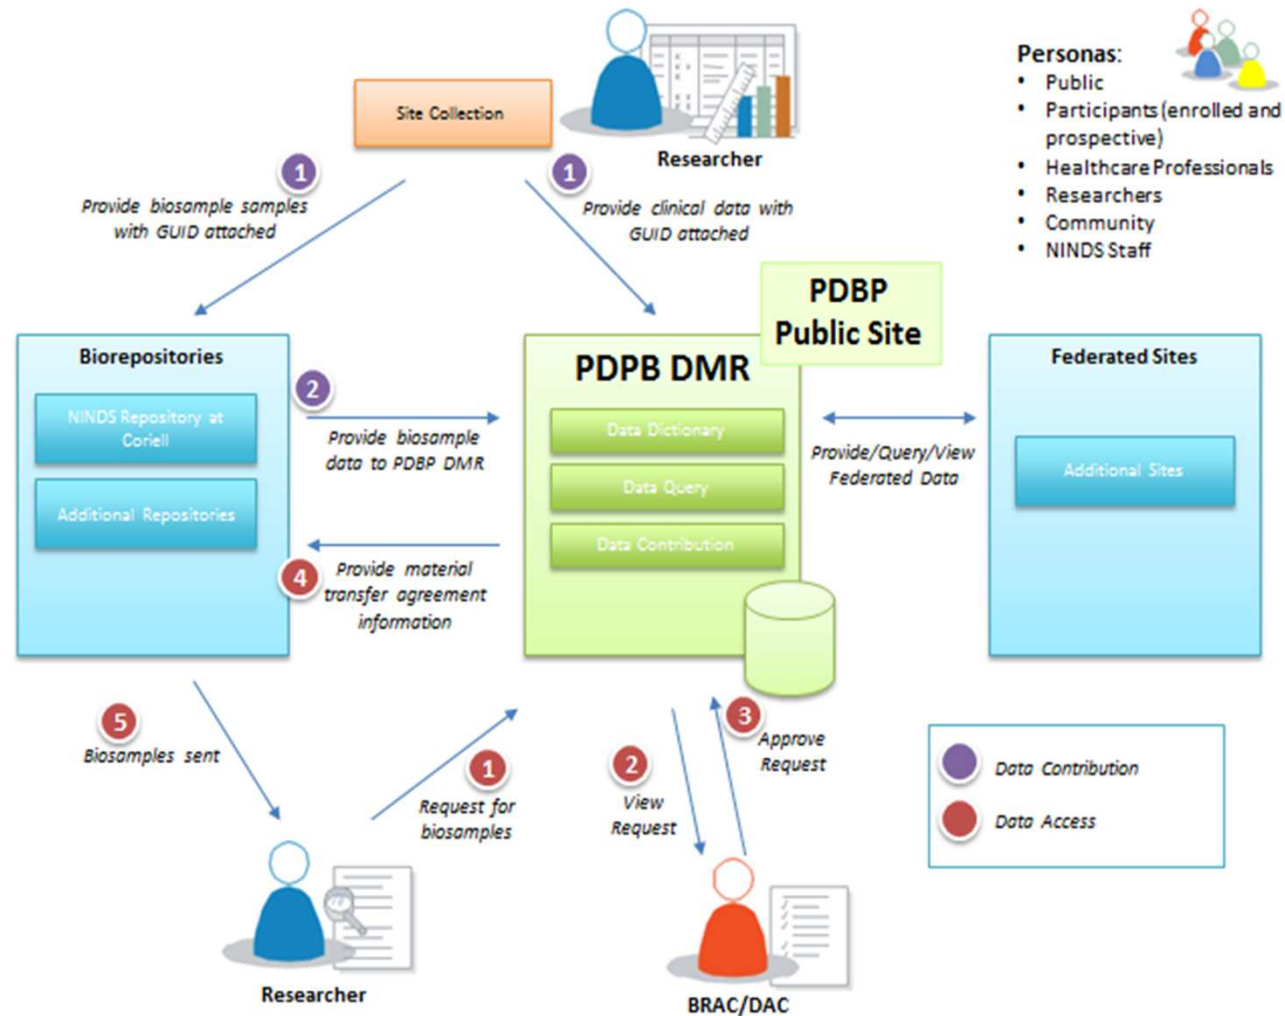 Site Collection
Researcher
Personas:
• Public
• Participants (enrolled and
prospective)
• Healthcare Professionals
• Researchers
• Community
• NINDS Staff
1
Provide biosample samples
with GUID attached
1
Provide clinical data with
GUID attached
PDBP
Public Site
Biorepositories
NINDS Repository at
Coriell
Additional Repositories
2
Provide biosample
data to PDBP DMR
4
Provide material
transfer agreement
information
PDPB DMR
Data Dictionary
Data Query
Data Contribution
Provide/Query/View
Federated Data
Federated Sites
Additional Sites
5
Biosamples sent
1
Request for
biosamples
2
View
Request
3
Approve
Request
Data Contribution
Data Access
Researcher
BRAC/DAC